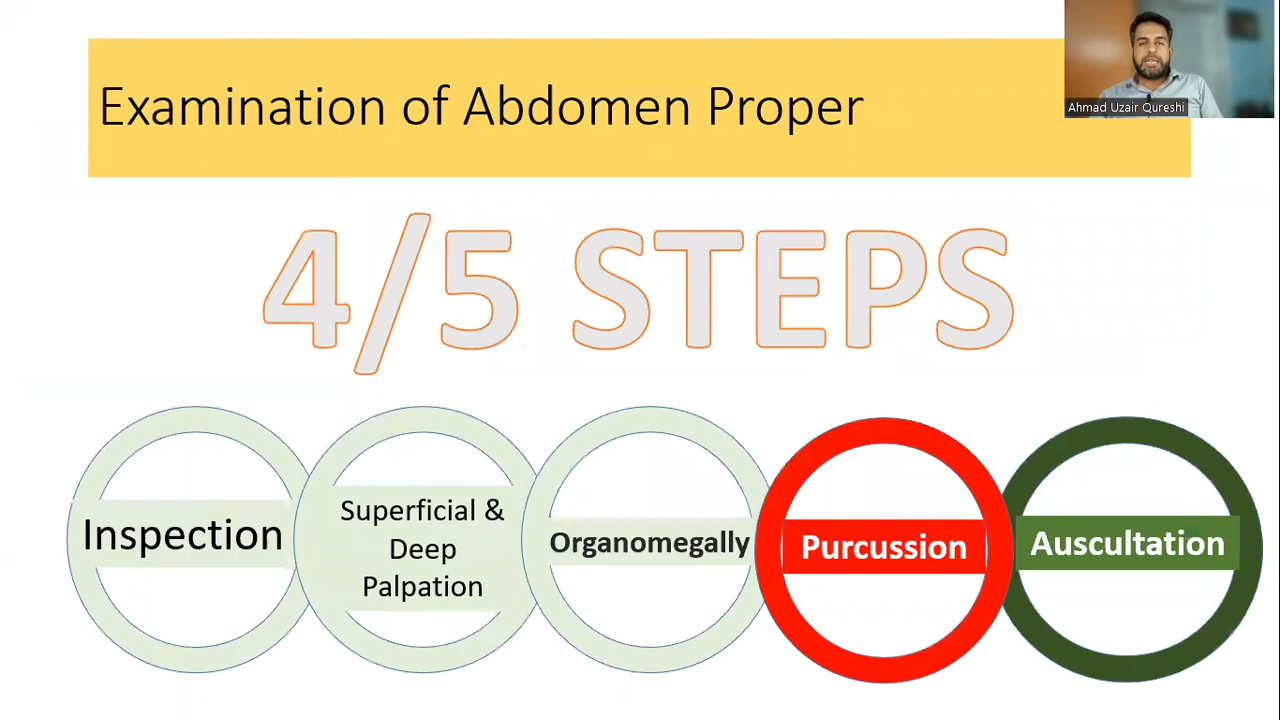 Examination of Abdomen Proper
Ahmad Uzair Qureshi
4/5 STEPS
Inspection
Superficial &
Deep
Palpation
Organomegally
Purcussion
Auscultation